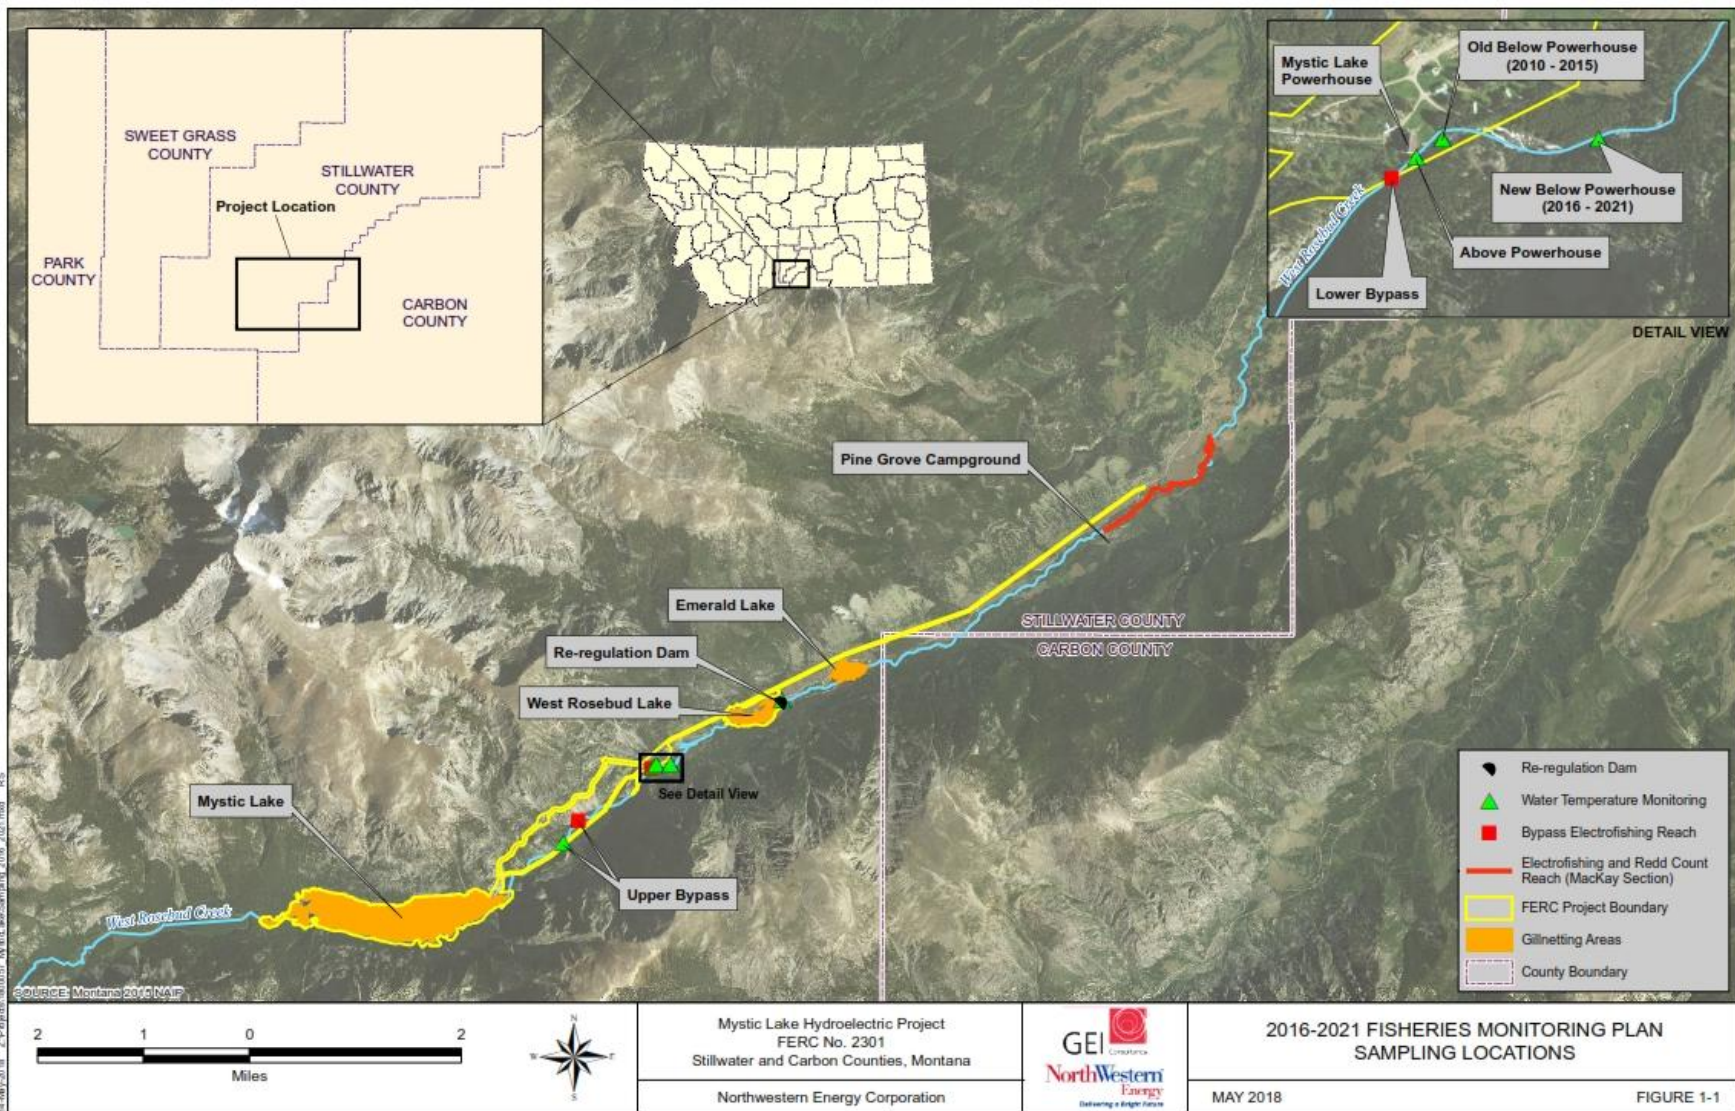 SWEET GRASS
COUNTY
STILLWATER
COUNTY
Project Location
PARK
COUNTY
CARBON
COUNTY
Mystic Lake
Powerhouse
Old Below Powerhouse
(2010 - 2015)
New Below Powerhouse
(2016 - 2021)
Above Powerhouse
Lower Bypass
West Rosebud Creek
DETAIL VIEW
Pine Grove Campground
Emerald Lake
STILLWATER COUNTY
CARBON COUNTY
Re-regulation Dam
West Rosebud Lake
See Detail View
Mystic Lake
Upper Bypass
West Rosebud Creek
SOURCE: Montana 2015 NAIP
Re-regulation Dam
Water Temperature Monitoring
Bypass Electrofishing Reach
Electrofishing and Redd Count
Reach (MacKay Section)
FERC Project Boundary
Gillnetting Areas
County Boundary
2 1 0 2
Miles
N
W E
S
Mystic Lake Hydroelectric Project
FERC No. 2301
Stillwater and Carbon Counties, Montana
Northwestern Energy Corporation
GEI
Consultants
NorthWestern
Energy
Delivering a Bright Future
2016-2021 FISHERIES MONITORING PLAN
SAMPLING LOCATIONS
MAY 2018
FIGURE 1-1